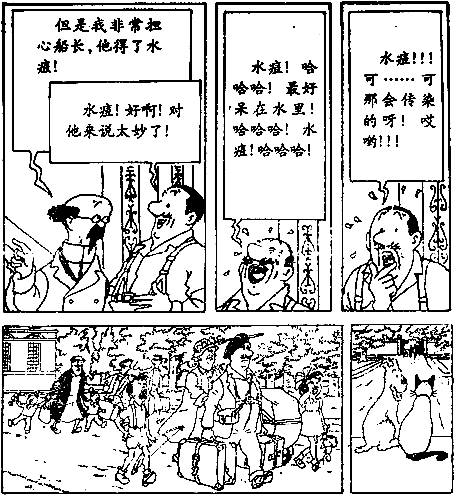 但是我非常担
心船长，他得了水
痘！
水痘！好啊！对
他来说太妙了！
水痘！哈
哈哈！最好
呆在水里！
哈哈哈！水
痘！哈哈哈！
水痘！！！
可……可
那会传染
的呀！哎
哟！！！